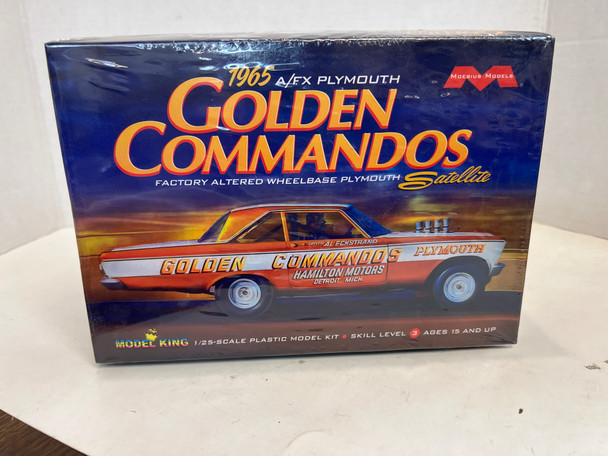 1965 A/FX PLYMOUTH
MOEBIUS MODELS
GOLDEN
COMMANDOS
FACTORY ALTERED WHEELBASE PLYMOUTH Satellite
AL ECKSTRAND
GOLDEN COMMANDOS PLYMOUTH
HAMILTON MOTORS
DETROIT, MICH.
MODEL KING 1/25-SCALE PLASTIC MODEL KIT • SKILL LEVEL 3 AGES 15 AND UP